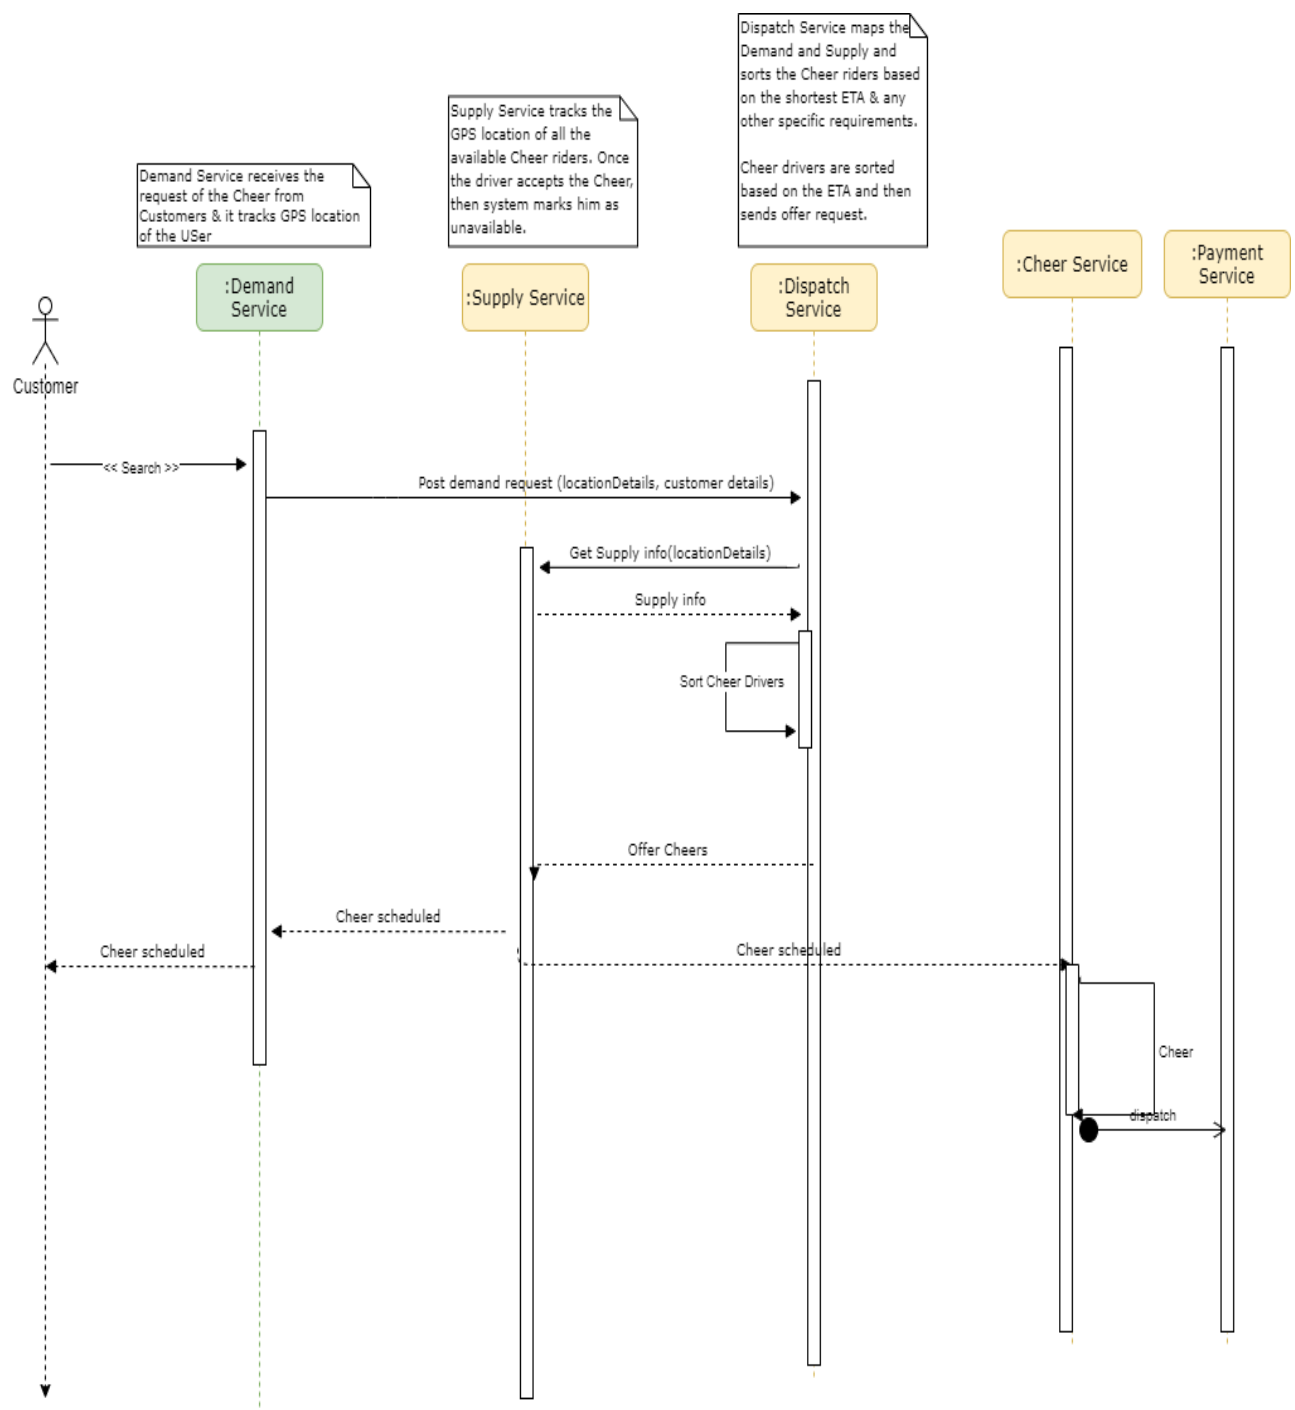 Dispatch Service maps the
Demand and Supply and
sorts the Cheer riders based
on the shortest ETA & any
other specific requirements.
Cheer drivers are sorted
based on the ETA and then
sends offer request.
Supply Service tracks the
GPS location of all the
available Cheer riders. Once
the driver accepts the Cheer,
then system marks him as
unavailable.
Demand Service receives the
request of the Cheer from
Customers & it tracks GPS location
of the USer
:Demand
Service
:Supply Service
:Dispatch
Service
:Cheer Service
:Payment
Service
Customer
<< Search >>
Post demand request (locationDetails, customer details)
Get Supply info(locationDetails)
Supply info
Sort Cheer Drivers
Offer Cheers
Cheer scheduled
Cheer scheduled
Cheer scheduled
Cheer
dispatch